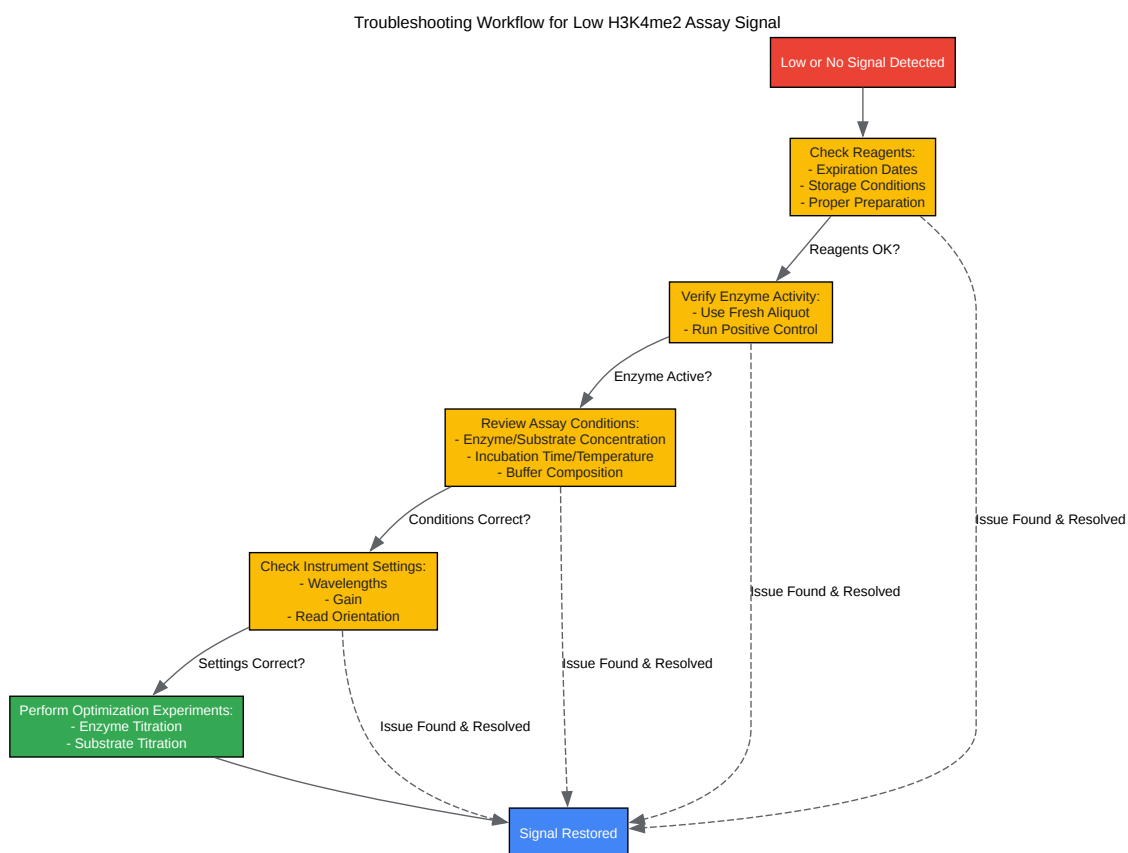 Troubleshooting Workflow for Low H3K4me2 Assay Signal
Low or No Signal Detected
Check Reagents:
- Expiration Dates
- Storage Conditions
- Proper Preparation
Reagents OK?
Verify Enzyme Activity:
- Use Fresh Aliquot
- Run Positive Control
Enzyme Active?
Review Assay Conditions:
- Enzyme/Substrate Concentration
- Incubation Time/Temperature
- Buffer Composition
Conditions Correct?
Issue Found & Resolved
Check Instrument Settings:
- Wavelengths
- Gain
- Read Orientation
Issue Found & Resolved
Settings Correct?
Issue Found & Resolved
Perform Optimization Experiments:
- Enzyme Titration
- Substrate Titration
Issue Found & Resolved
Signal Restored